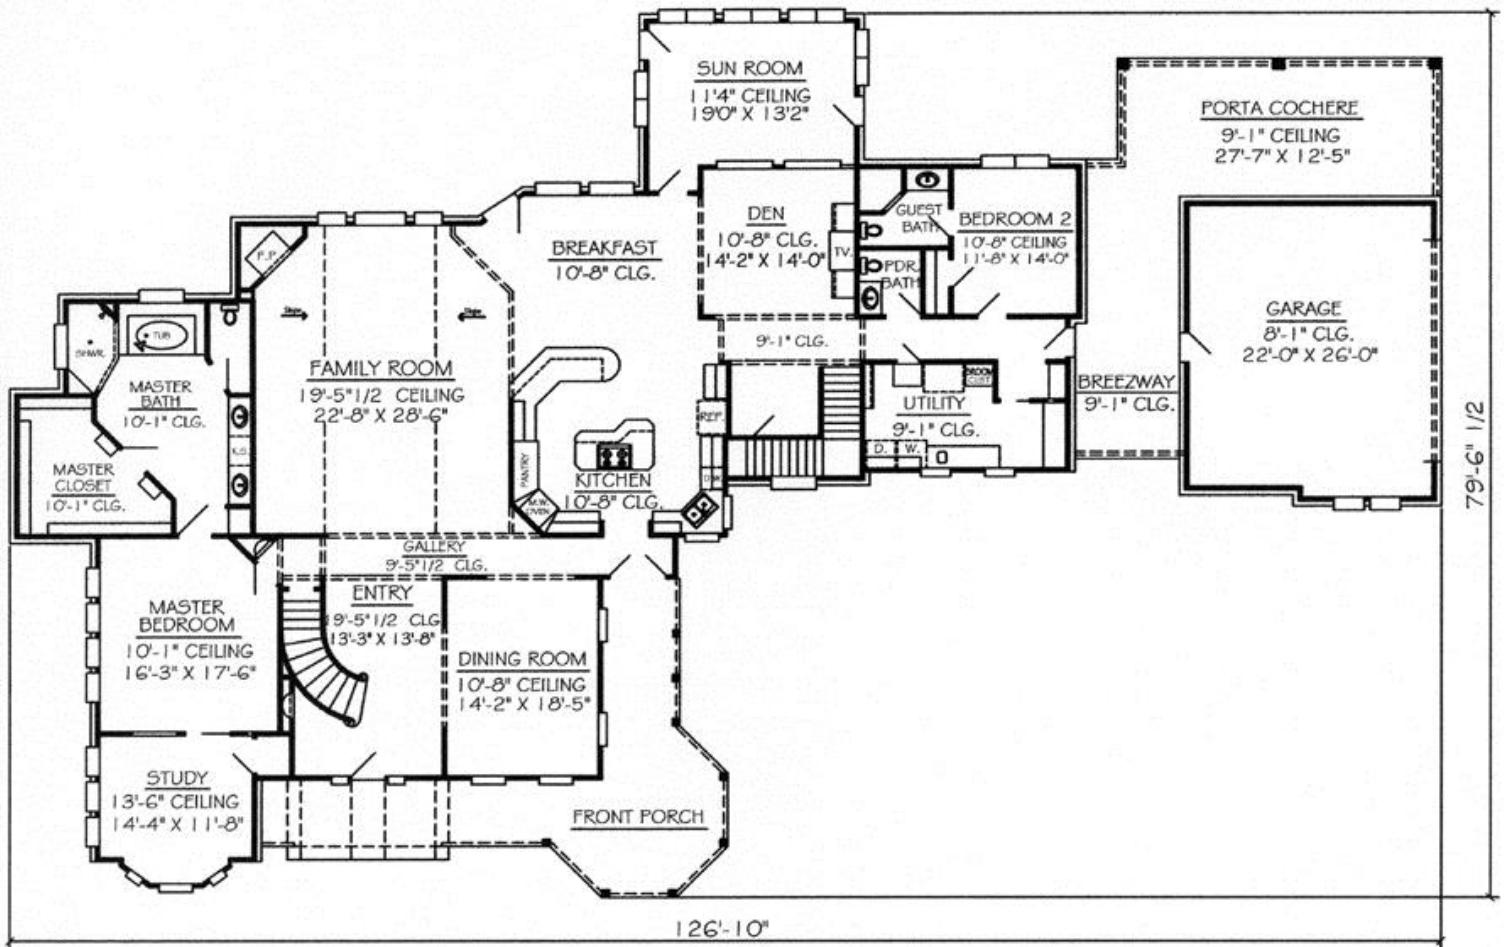 SUN ROOM
11'4" CEILING
19'0" X 13'2"
PORTA COCHERE
9'-1" CEILING
27'-7" X 12'-5"
DEN
10'-8" CLG.
14'-2" X 14'-0"
TV.
GUEST
BATH
BEDROOM 2
10'-8" CEILING
11'-8" X 14'-0"
PDR.
BATH
BREAKFAST
10'-8" CLG.
F.P.
Slope
Slope
FAMILY ROOM
19'-5"1/2 CEILING
22'-8" X 28'-6"
GARAGE
8'-1" CLG.
22'-0" X 26'-0"
9'-1" CLG.
SHWR.
TUB
MASTER
BATH
10'-1" CLG.
K.S.
MASTER
CLOSET
10'-1" CLG.
BROOM
CLST
UTILITY
9'-1" CLG.
D.
W.
BREEZWAY
9'-1" CLG.
REF.
PANTRY
KITCHEN
10'-8" CLG.
M.W.
OVEN
GALLERY
9'-5"1/2 CLG.
ENTRY
19'-5"1/2 CLG
13'-3" X 13'-8"
MASTER
BEDROOM
10'-1" CEILING
16'-3" X 17'-6"
DINING ROOM
10'-8" CEILING
14'-2" X 18'-5"
STUDY
13'-6" CEILING
14'-4" X 11'-8"
FRONT PORCH
79'-6" 1/2
126'-10"